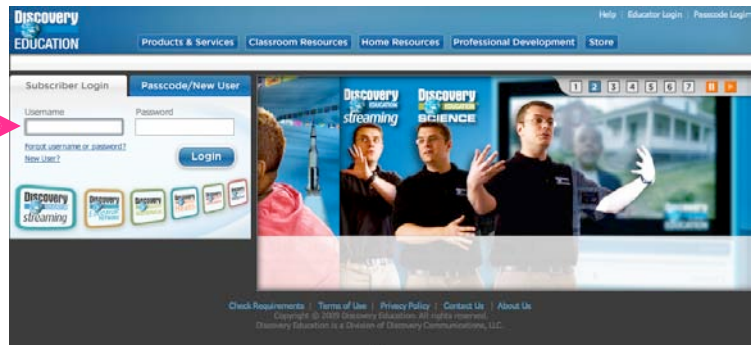 Discovery
EDUCATION
Help | Educator Login | Passcode Login
Products & Services
Classroom Resources
Home Resources
Professional Development
Store
Subscriber Login
Passcode/New User
Username
Password
Forgot username or password?
New User?
Login
Discovery
streaming
Discovery
Discovery
Discovery
EDUCATION
streaming
Discovery
EDUCATION
SCIENCE
1 2 3 4 5 6 7
Check Requirements | Terms of Use | Privacy Policy | Contact Us | About Us
Copyright © 2009 Discovery Education. All rights reserved.
Discovery Education is a Division of Discovery Communications, LLC.